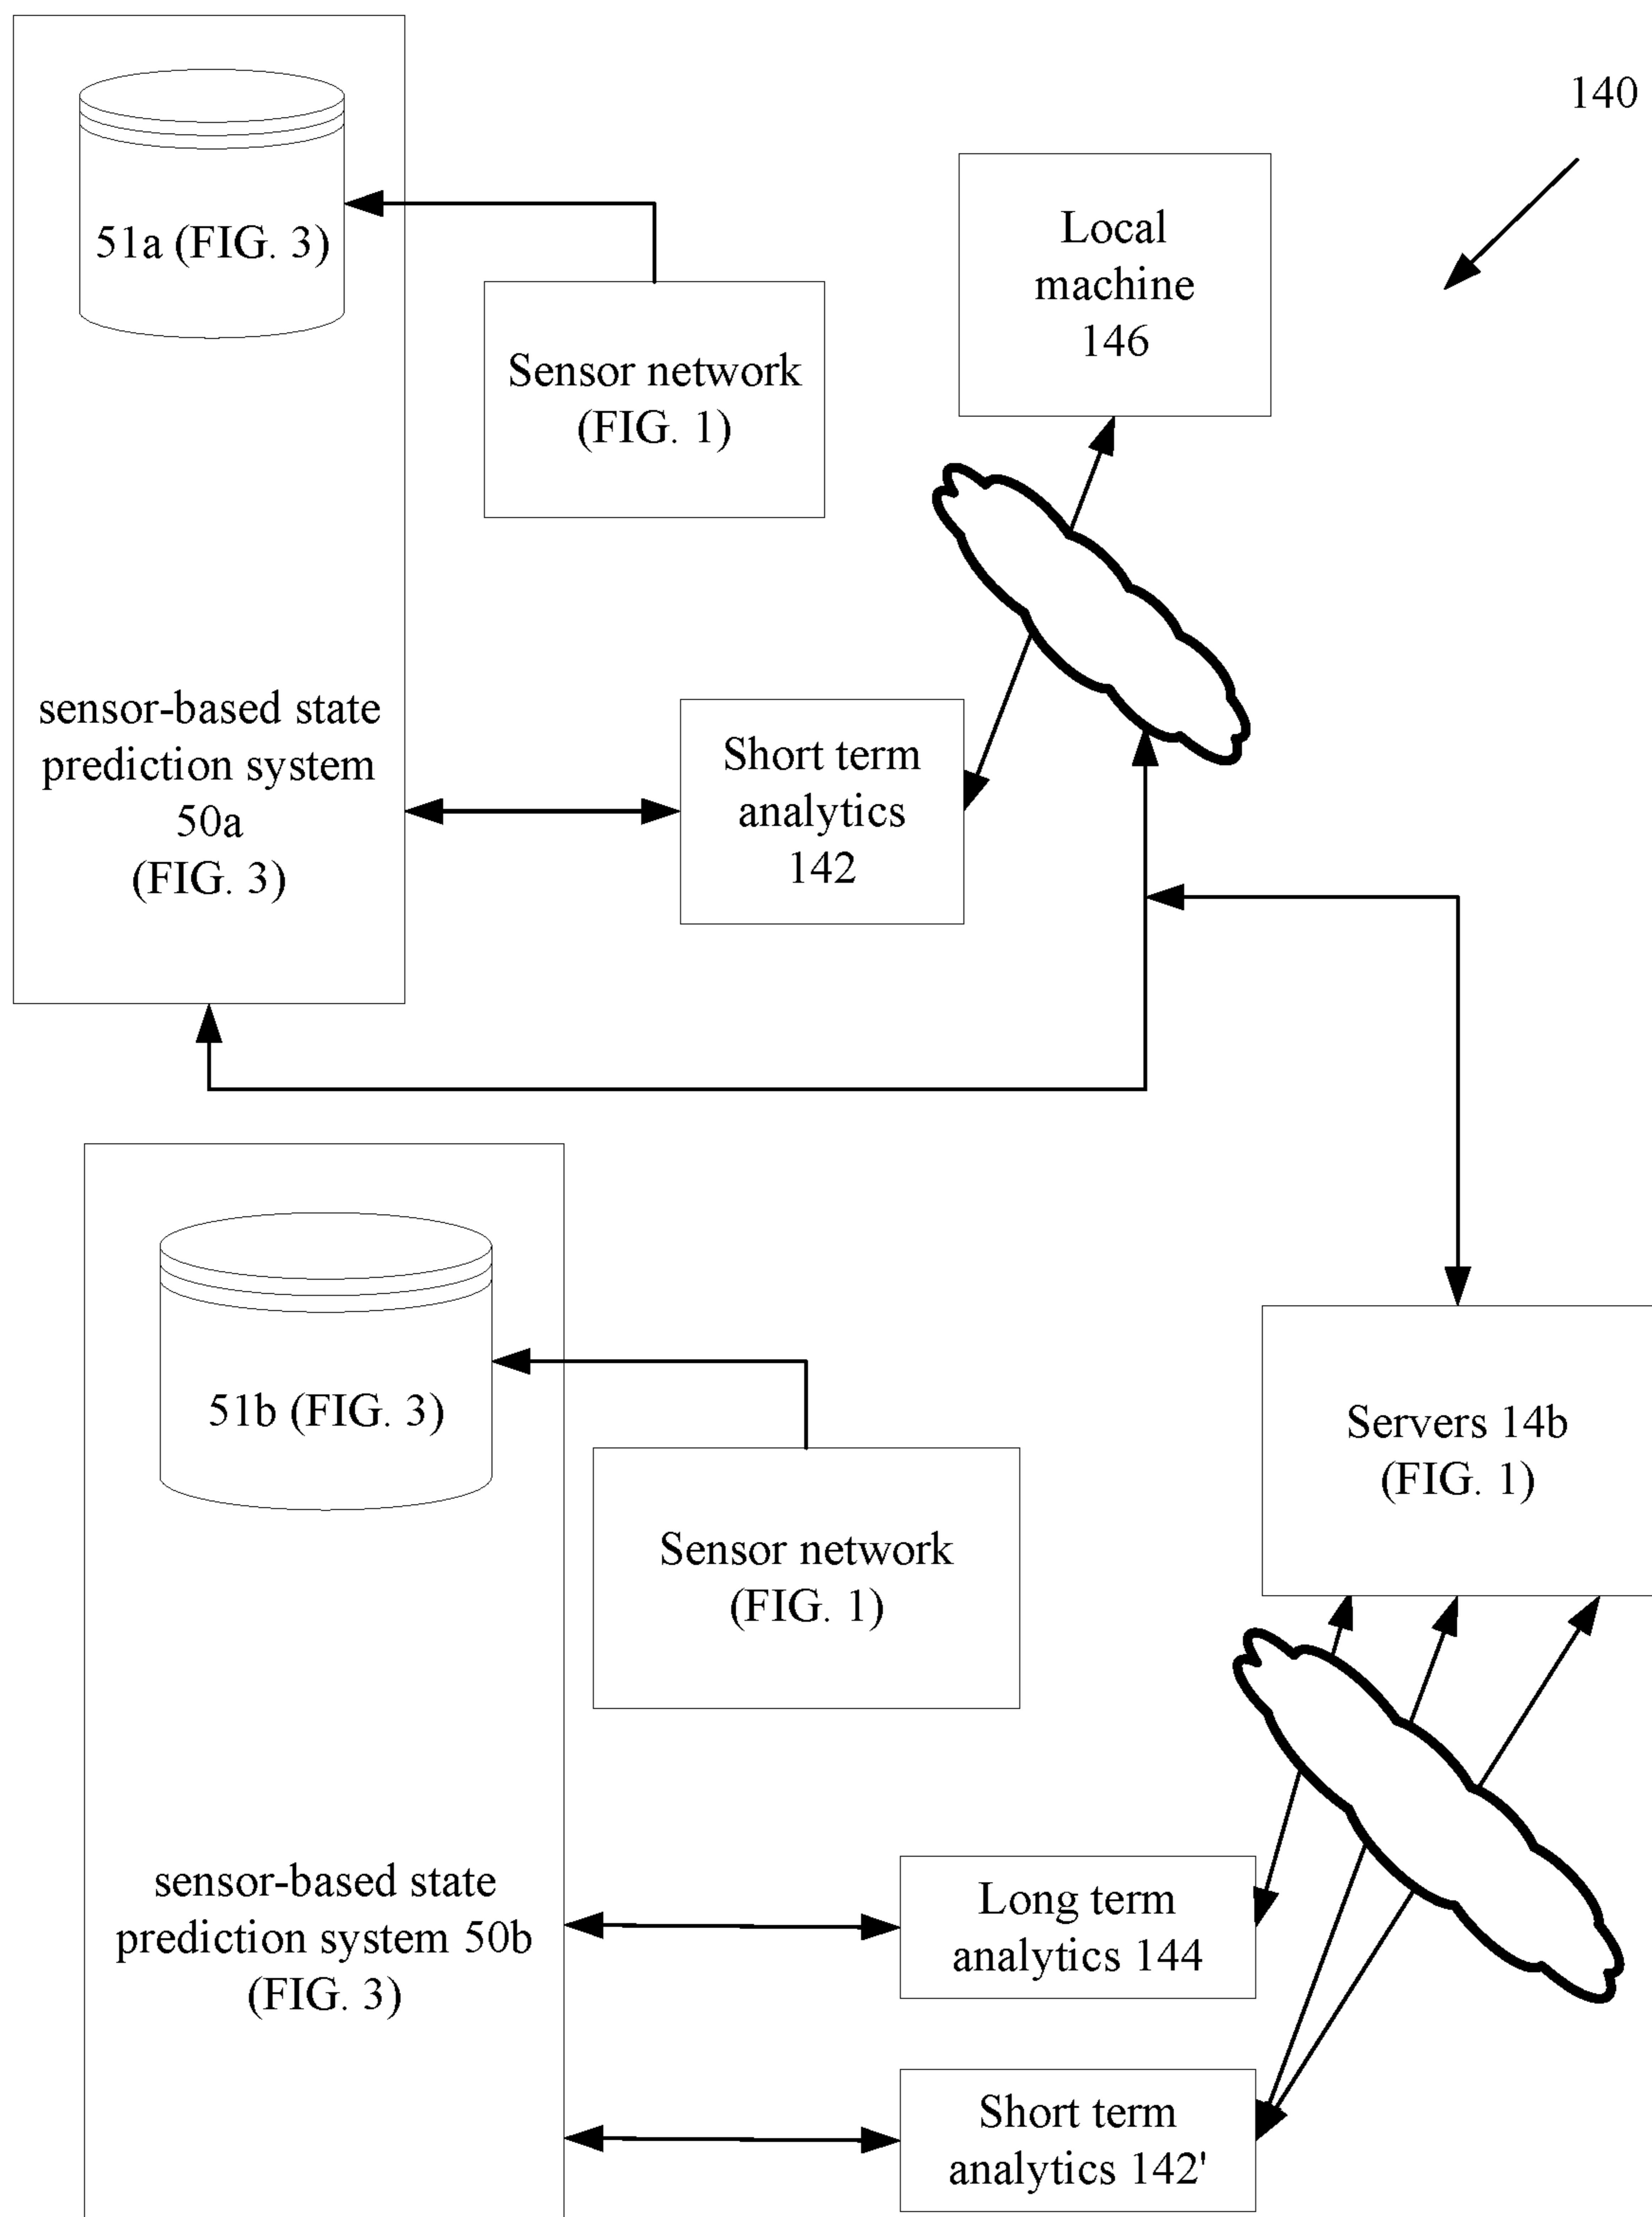 140
51a (FIG. 3)
Local
machine
146
Sensor network
(FIG. 1)
sensor-based state
prediction system
50a
(FIG. 3)
Short term
analytics
142
51b (FIG. 3)
Servers 14b
(FIG. 1)
Sensor network
(FIG. 1)
sensor-based state
prediction system 50b
(FIG. 3)
Long term
analytics 144
Short term
analytics 142'